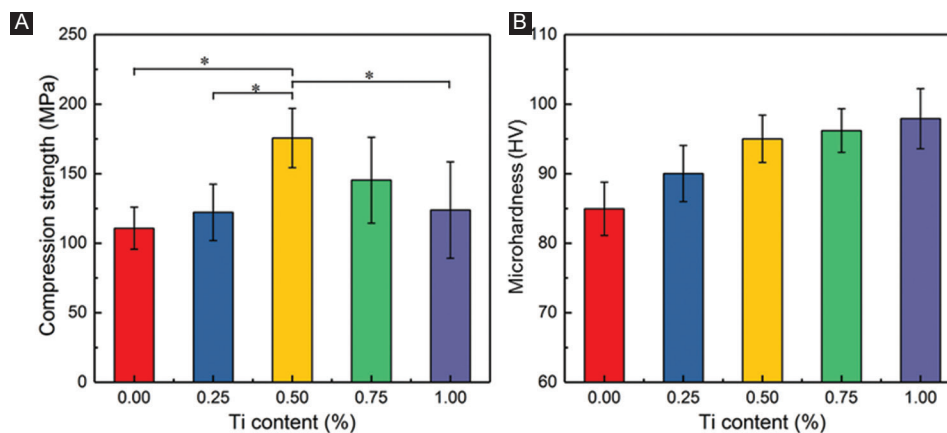 A
250
200
150
100
50
0
Compression strength (MPa)
*
*
*
0.00 0.25 0.50 0.75 1.00
Ti content (%)
B
110
100
90
80
70
60
Microhardness (HV)
0.00 0.25 0.50 0.75 1.00
Ti content (%)